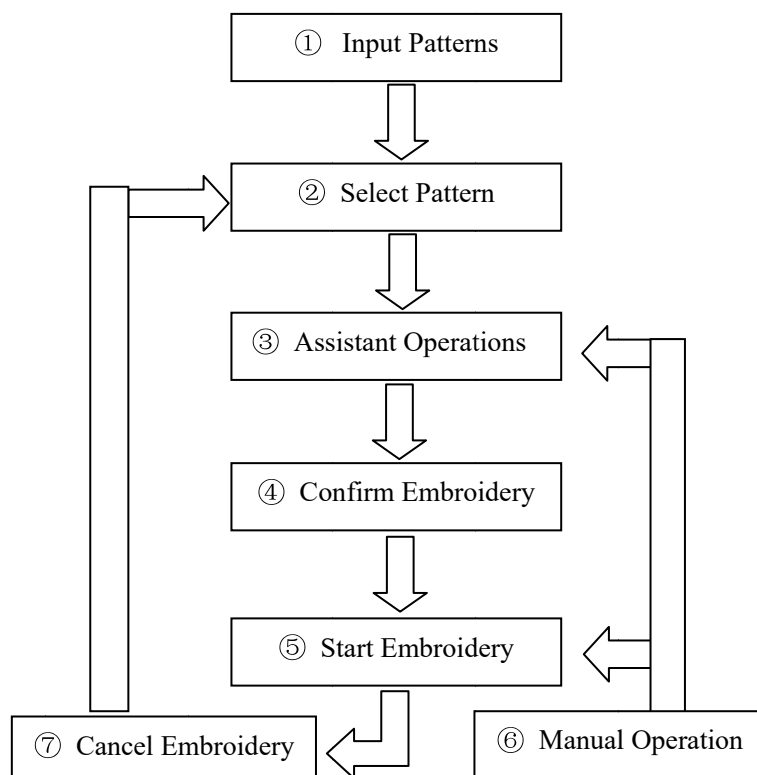 ① Input Patterns
② Select Pattern
③ Assistant Operations
④ Confirm Embroidery
⑤ Start Embroidery
⑦ Cancel Embroidery
⑥ Manual Operation